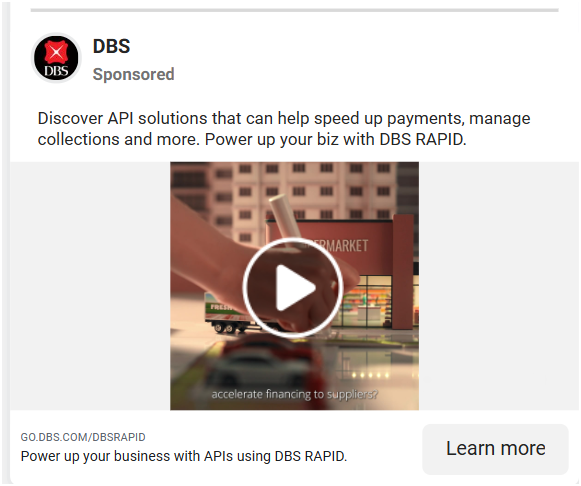 DBS
DBS
Sponsored
Discover API solutions that can help speed up payments, manage
collections and more. Power up your biz with DBS RAPID.
ERMARKET
FRESH
accelerate financing to suppliers?
GO.DBS.COM/DBSRAPID
Power up your business with APIs using DBS RAPID.
Learn more